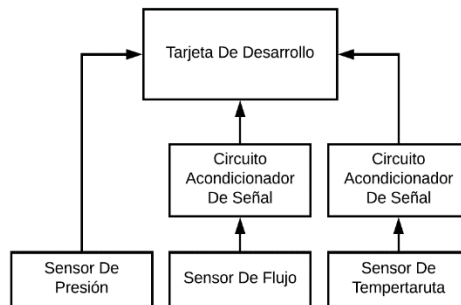 Tarjeta De Desarrollo
Circuito
Acondicionador
De Señal
Circuito
Acondicionador
De Señal
Sensor De
Presión
Sensor De Flujo
Sensor De
Tempertaruta